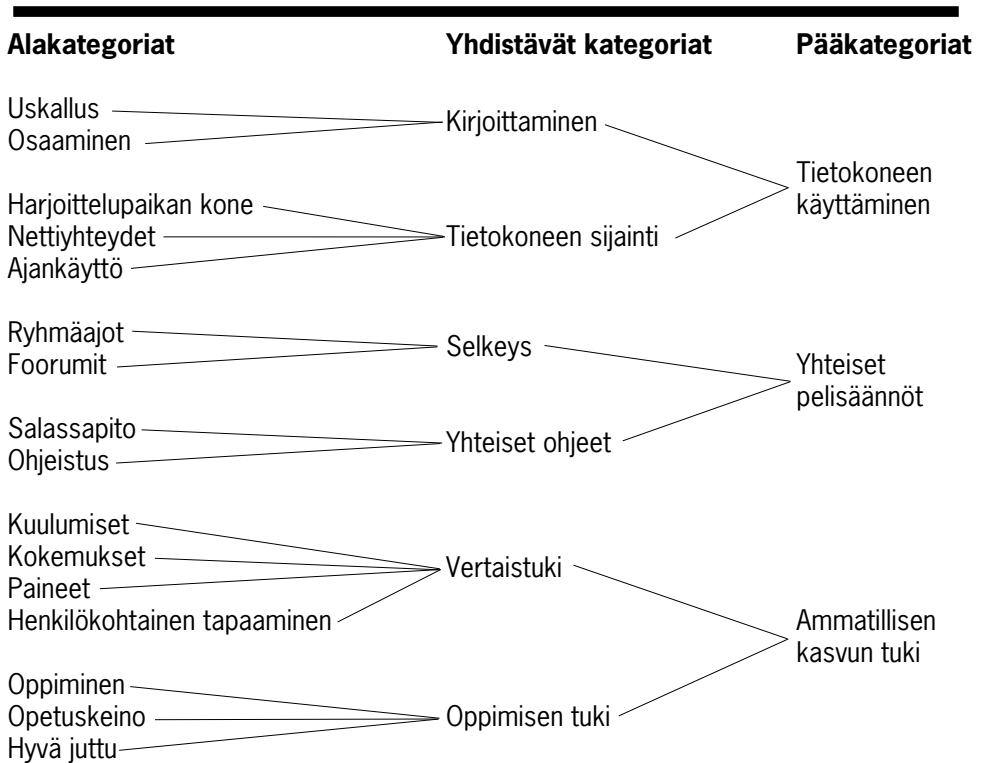 Alakategoriat Yhdistävät kategoriat Pääkategoriat
Uskallus
Osaaminen
Kirjoittaminen
Harjoittelupaikan kone
Nettiyhteydet
Ajankäyttö
Tietokoneen sijainti
Tietokoneen
käyttäminen
Ryhmäajot
Foorumit
Selkeys
Salassapito
Ohjeistus
Yhteiset ohjeet
Yhteiset
pelisäännöt
Kuulumiset
Kokemukset
Paineet
Henkilökohtainen tapaaminen
Vertaistuki
Oppiminen
Opetuskeino
Hyvä juttu
Oppimisen tuki
Ammatillisen
kasvun tuki